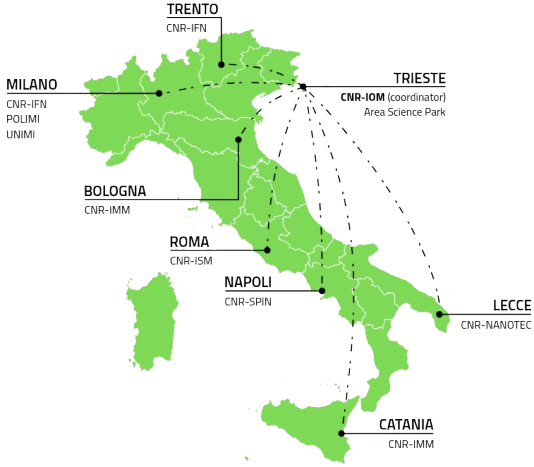 TRENTO
CNR-IFN
MILANO
CNR-IFN
POLIMI
UNIMI
TRIESTE
CNR-IOM (coordinator)
Area Science Park
BOLOGNA
CNR-IMM
ROMA
CNR-ISM
NAPOLI
CNR-SPIN
LECCE
CNR-NANOTEC
CATANIA
CNR-IMM